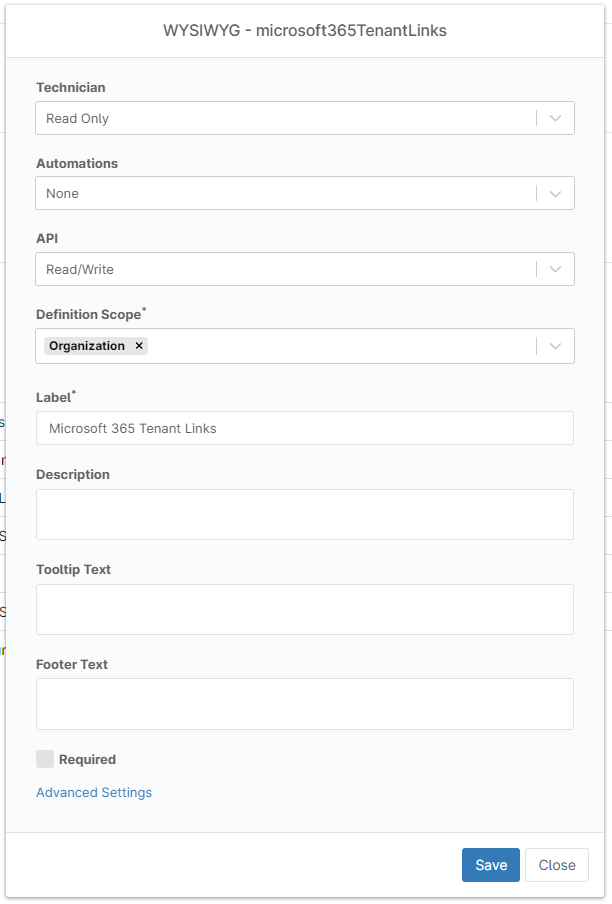 WYSIWYG - microsoft365TenantLinks
Technician
Read Only
Automations
None
API
Read/Write
Definition Scope*
Organization ×
Label*
Microsoft 365 Tenant Links
Description
Tooltip Text
Footer Text
Required
Advanced Settings
Save Close